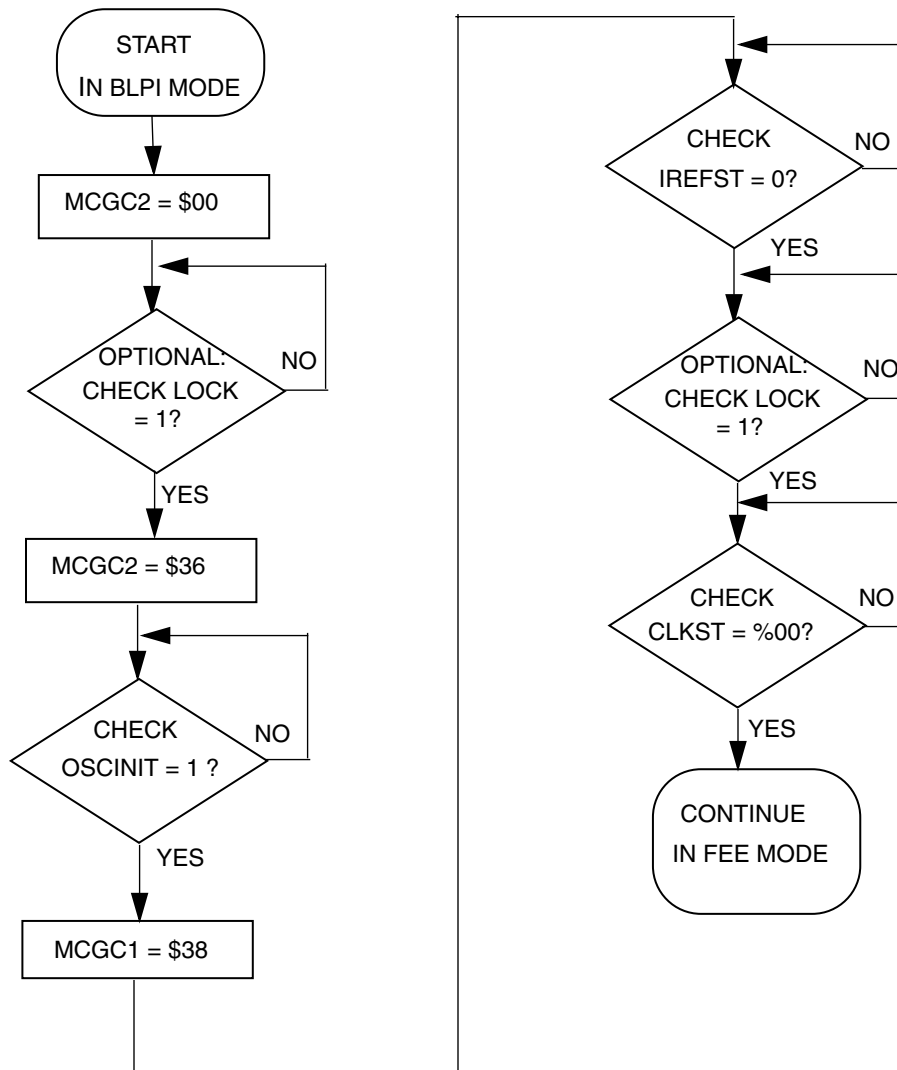 START
IN BLPI MODE
MCGC2 = $00
OPTIONAL:
CHECK LOCK
= 1?
NO
YES
MCGC2 = $36
CHECK
OSCINIT = 1 ?
NO
YES
MCGC1 = $38
CHECK
IREFST = 0?
NO
YES
OPTIONAL:
CHECK LOCK
= 1?
NO
YES
CHECK
CLKST = %00?
NO
YES
CONTINUE
IN FEE MODE